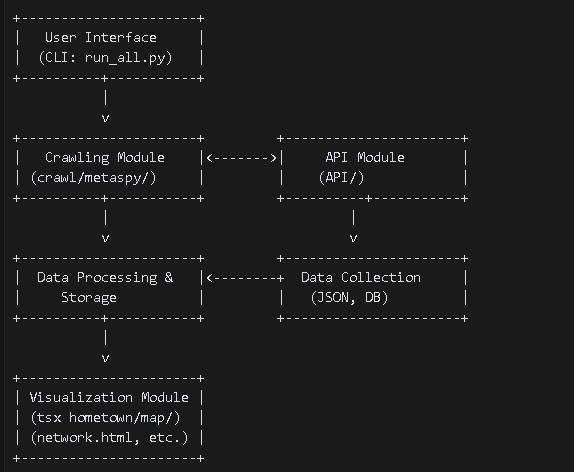 +----------------------+
|   User Interface     |
|  (CLI: run_all.py)   |
+----------+-----------+
           |
           v
+----------------------+         +----------------------+
|   Crawling Module    |<------->|     API Module       |
| (crawl/metaspy/)     |         |    (API/)            |
+----------+-----------+         +----------+-----------+
           |                             |
           v                             v
+----------------------+         +----------------------+
|  Data Processing &   |<--------+  Data Collection     |
|     Storage          |         |   (JSON, DB)         |
+----------+-----------+         +----------------------+
           |
           v
+----------------------+
| Visualization Module |
| (tsx hometown/map/)  |
| (network.html, etc.) |
+----------------------+